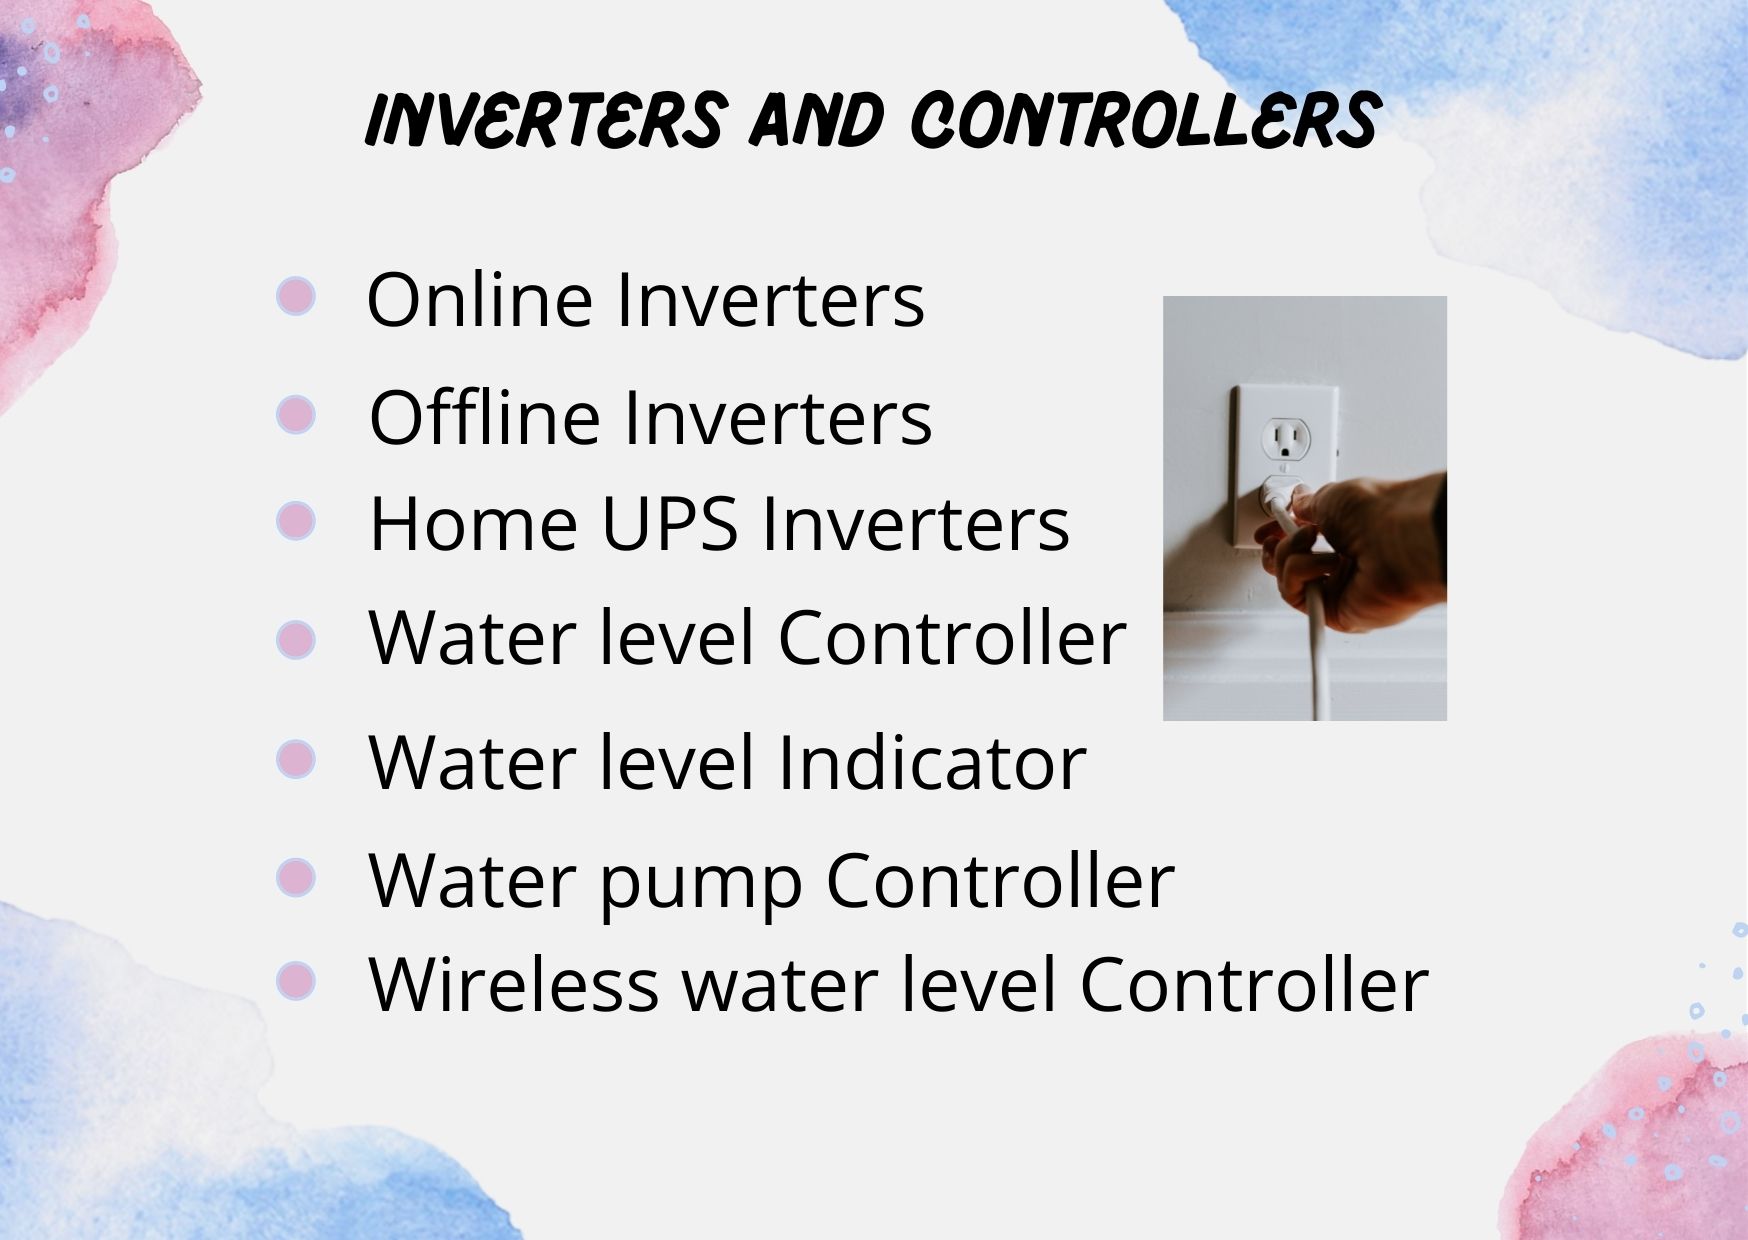 INVERTERS AND CONTROLLERS
Online Inverters
Offline Inverters
Home UPS Inverters
Water level Controller
Water level Indicator
Water pump Controller
Wireless water level Controller